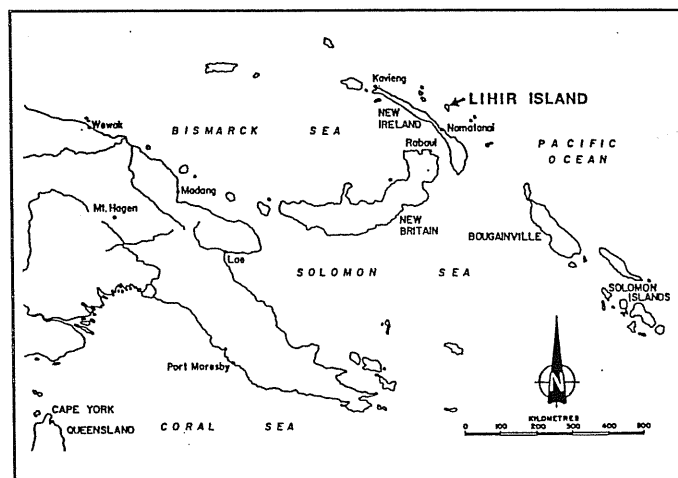 Kavieng
LIHIR ISLAND
Wewak
BISMARCK SEA
NEW
IRELAND
Namatanai
PACIFIC
OCEAN
Rabaul
Madang
Mt. Hagen
NEW
BRITAIN
BOUGAINVILLE
Lae
SOLOMON SEA
SOLOMON
ISLANDS
Port Moresby
N
CAPE YORK
QUEENSLAND
CORAL SEA
KILOMETRES
0 100 200 300 400 500